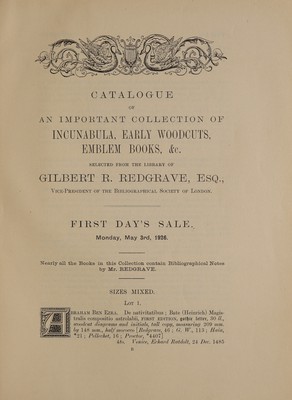 CATALOGUE
OF
AN IMPORTANT COLLECTION OF
INCUNABULA, EARLY WOODCUTS,
EMBLEM BOOKS, &c.
SELECTED FROM THE LIBRARY OF
GILBERT R. REDGRAVE, ESQ.,
VICE-PRESIDENT OF THE BIBLIOGRAPHICAL SOCIETY OF LONDON.
FIRST DAY'S SALE,
Monday, May 3rd, 1926.
Nearly all the Books in this Collection contain Bibliographical Notes
by Mr. REDGRAVE.
SIZES MIXED.
LOT 1.
ABRAHAM BEN EZRA. De nativitatibus; Bate (Heinrich) Magis-
tralis compositio astrolabii, FIRST EDITION, gothic letter, 30 ll.,
woodcut diagrams and initials, tall copy, measuring 209 mm.
by 148 mm., half morocco [Redgrave, 46; G. W., 113; Hain,
*21; Pellechet, 16; Proctor, *4407]
4to. Venice, Erhard Ratdolt, 24 Dec. 1485
B